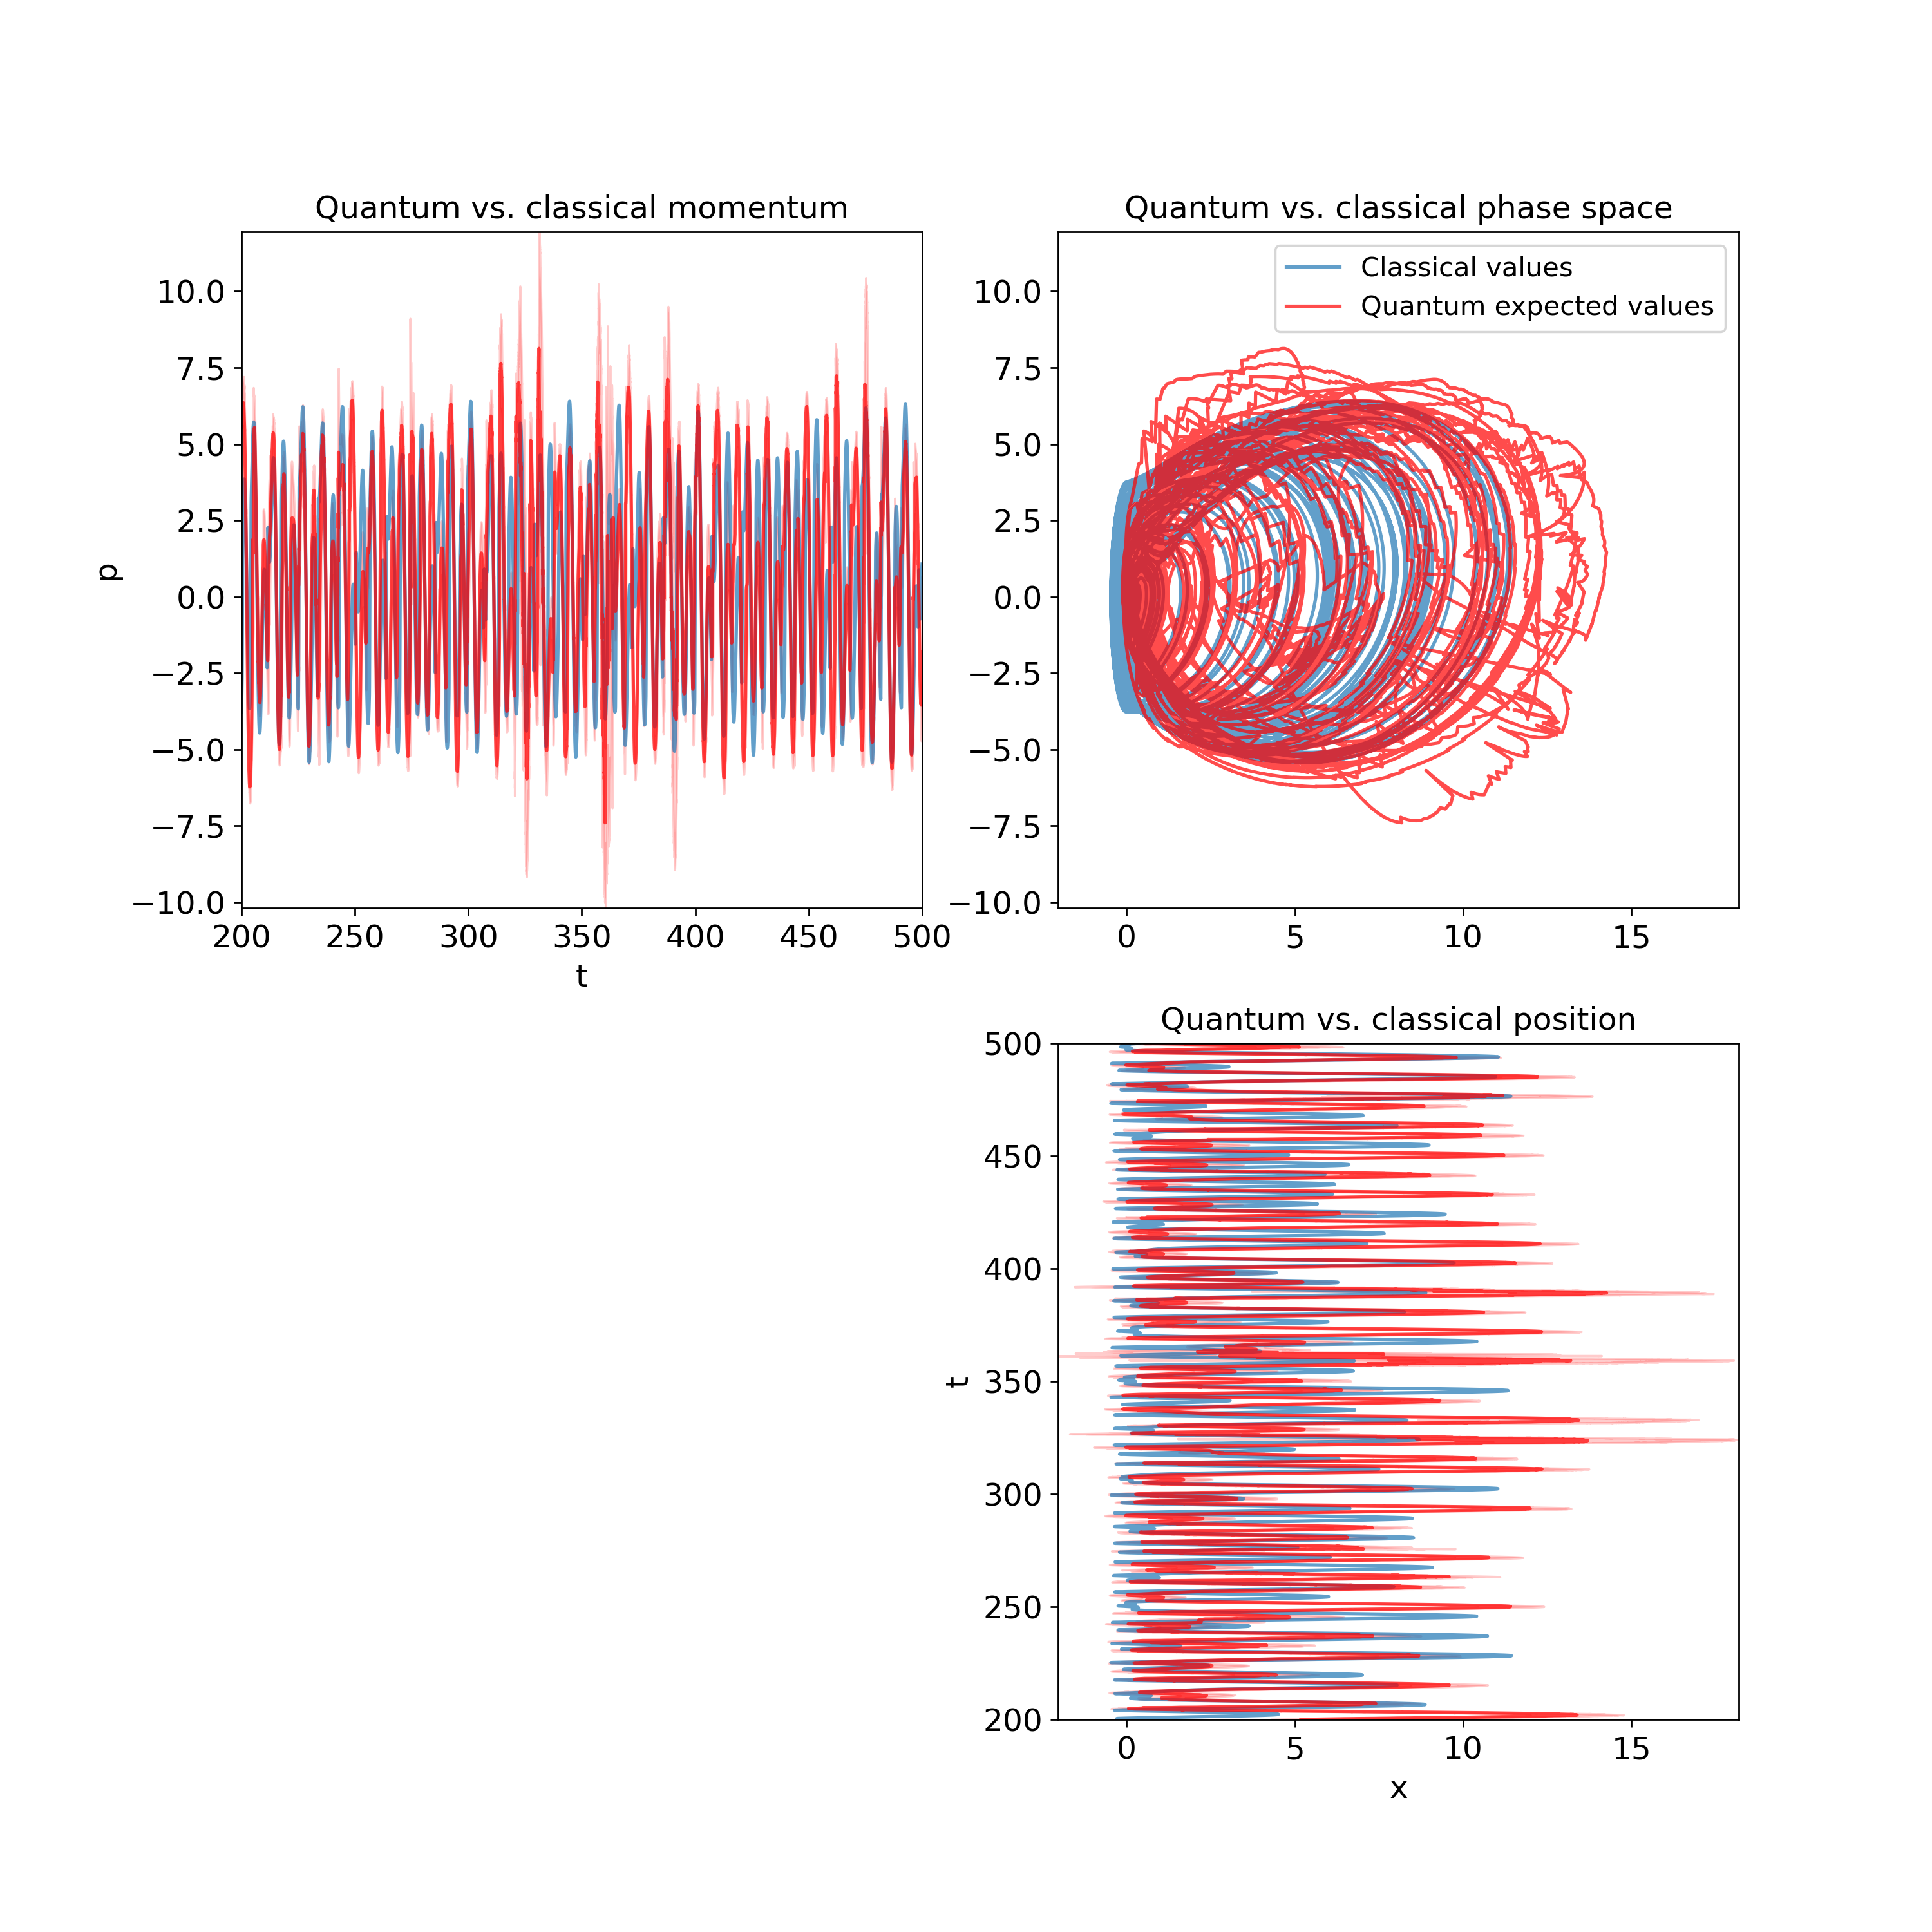 Quantum vs. classical momentum
10.0
7.5
5.0
2.5
0.0
−2.5
−5.0
−7.5
−10.0
p
200 250 300 350 400 450 500
t
Quantum vs. classical phase space
Classical values
Quantum expected values
10.0
7.5
5.0
2.5
0.0
−2.5
−5.0
−7.5
−10.0
0 5 10 15
Quantum vs. classical position
500
450
400
350
300
250
200
t
0 5 10 15
x